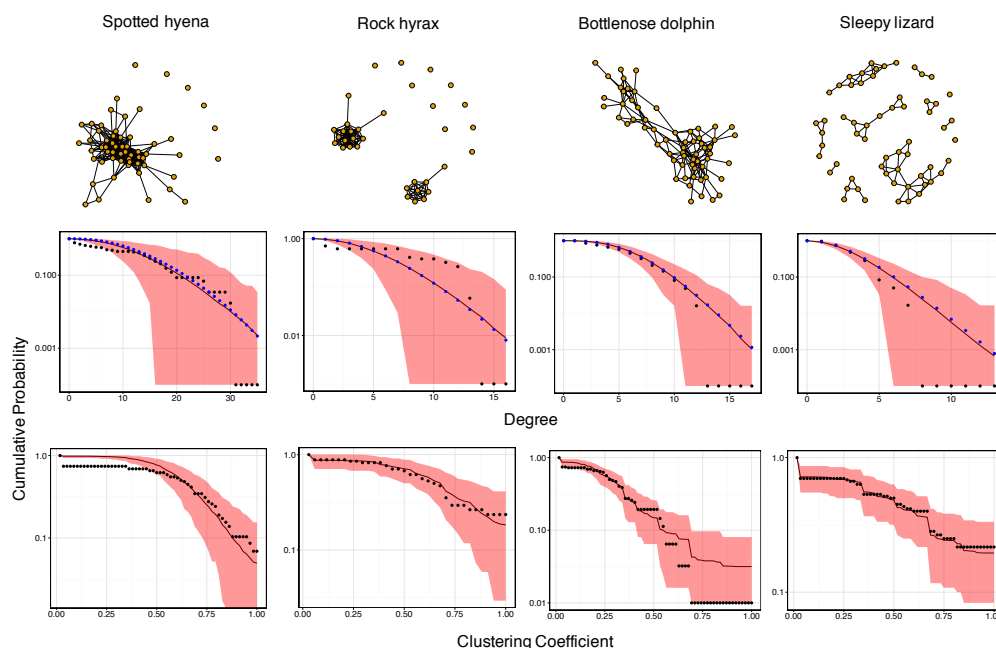 Spotted hyena Rock hyrax Bottlenose dolphin Sleepy lizard
Cumulative Probability
0.100
0.001
0 10 20 30
1.00
0.01
0 5 10 15
0.100
0.001
0 5 10 15
0.100
0.001
0 5 10
Degree
1.0
0.1
0.00 0.25 0.50 0.75 1.00
1.0
0.1
0.00 0.25 0.50 0.75 1.00
1.00
0.10
0.01
0.00 0.25 0.50 0.75 1.00
1.0
0.1
0.00 0.25 0.50 0.75 1.00
Clustering Coefficient